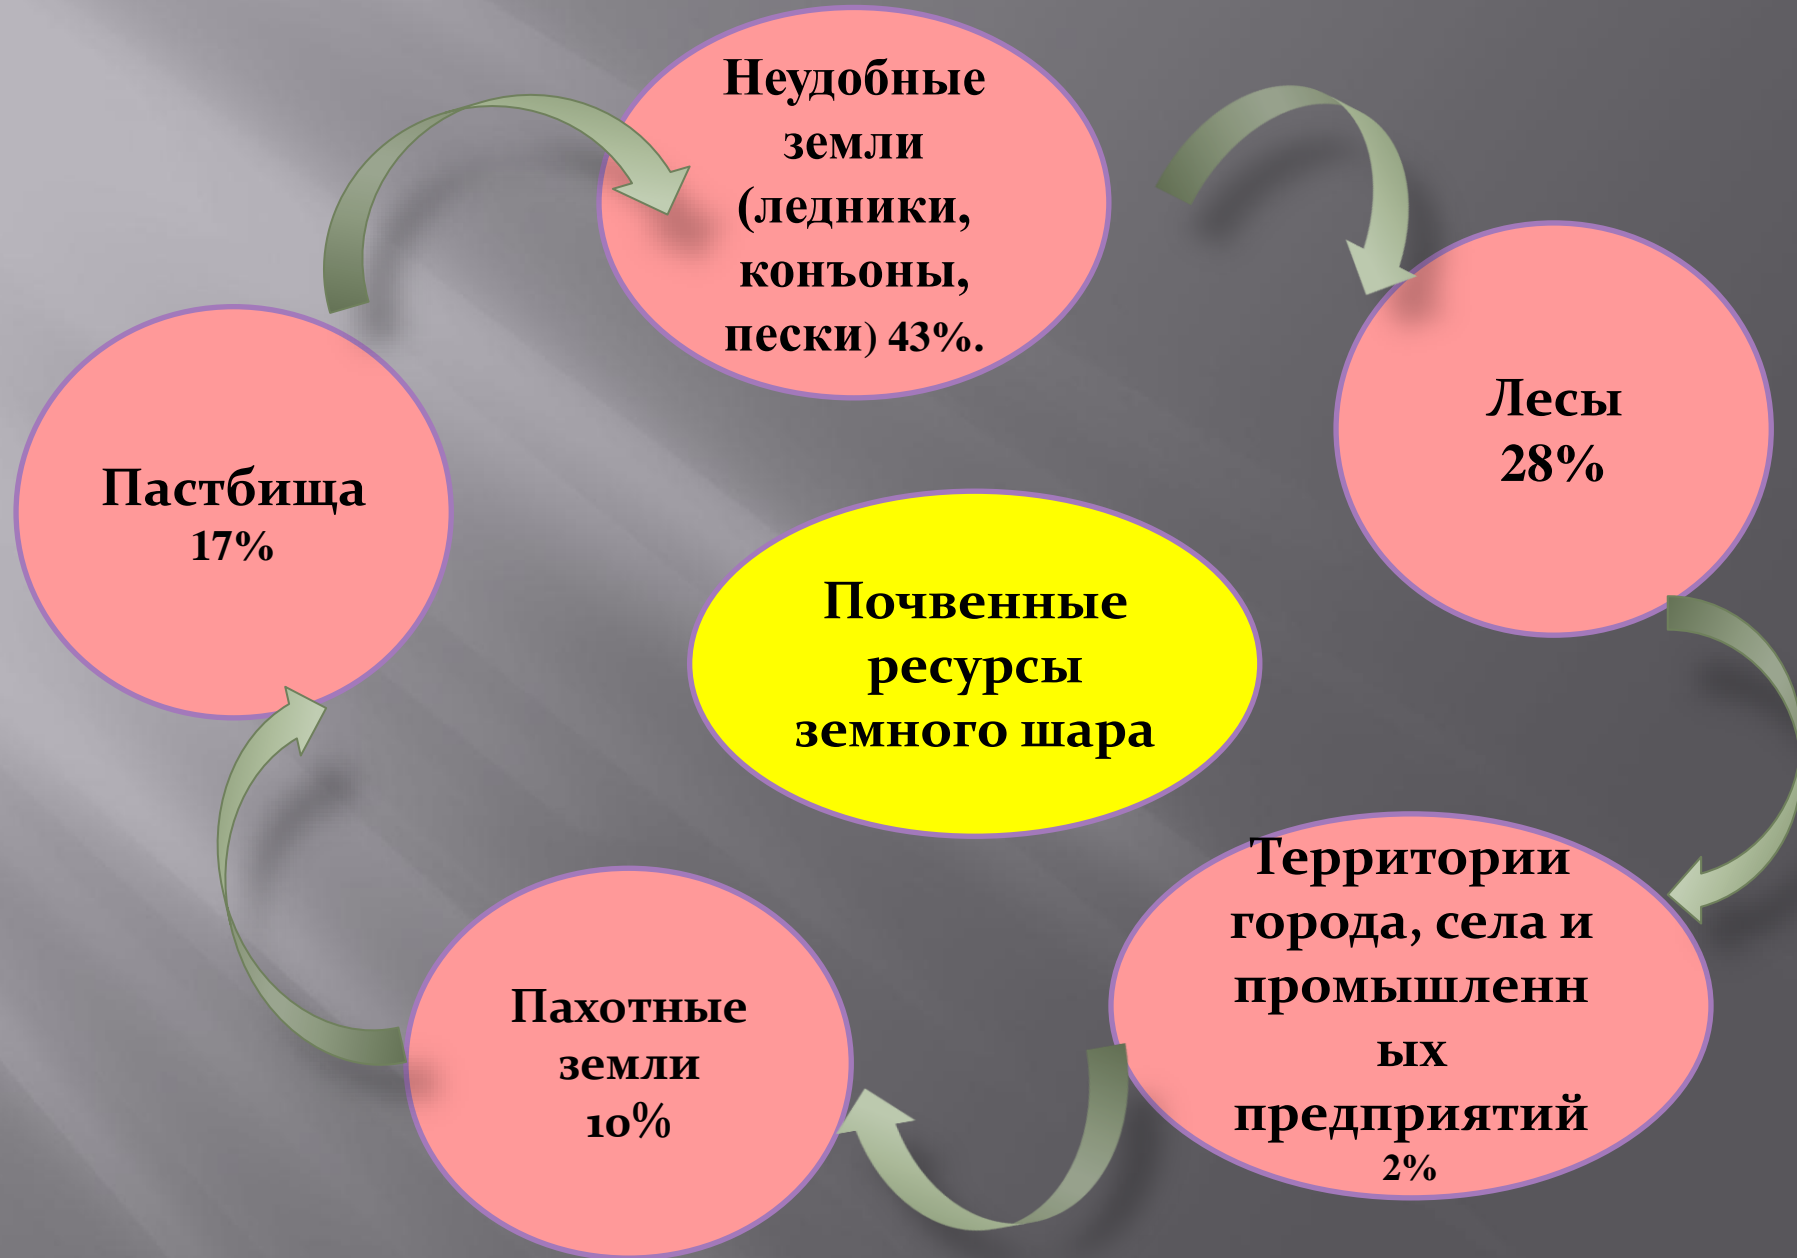 Неудобные
земли
(ледники,
конъоны,
пески) 43%.
Лесы
28%
Пастбища
17%
Почвенные
ресурсы
земного шара
Территории
города, села и
промышленн
ых
предприятий
2%
Пахотные
земли
10%